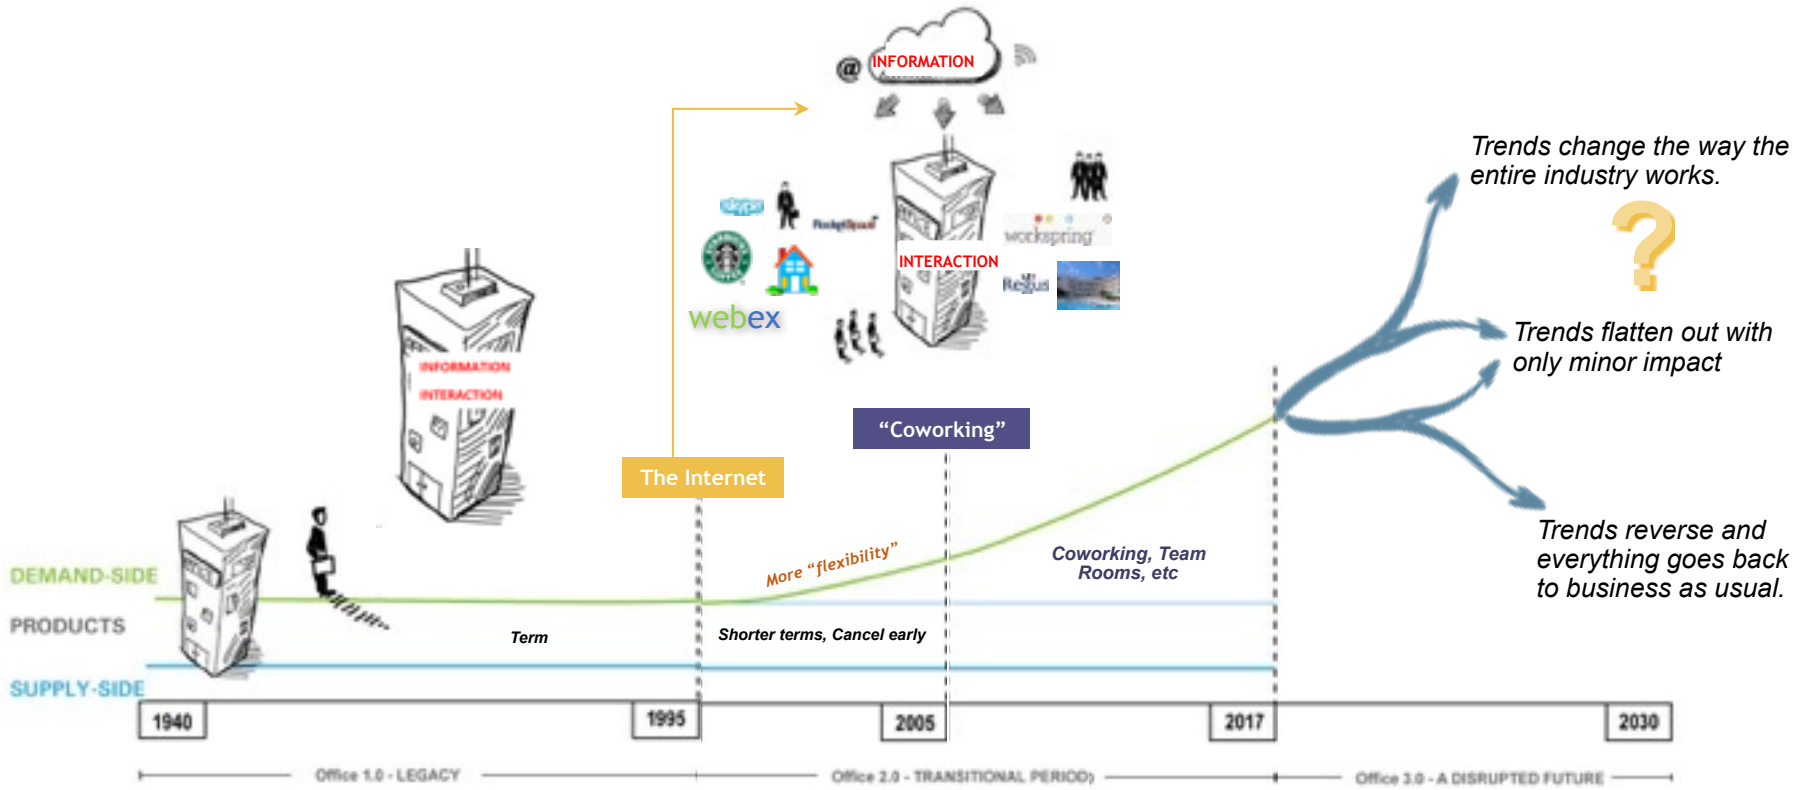 @
INFORMATION
Trends change the way the
entire industry works.
?
skype
STARBUCKS
COFFEE
workspring
INTERACTION
Regus
webex
INFORMATION
INTERACTION
Trends flatten out with
only minor impact
"Coworking"
The Internet
More "flexibility"
Coworking, Team
Rooms, etc
Trends reverse and
everything goes back
to business as usual.
DEMAND-SIDE
PRODUCTS
Term
Shorter terms, Cancel early
SUPPLY-SIDE
1940
1995
2005
2017
2030
Office 1.0 - LEGACY
Office 2.0 - TRANSITIONAL PERIOD)
Office 3.0 - A DISRUPTED FUTURE